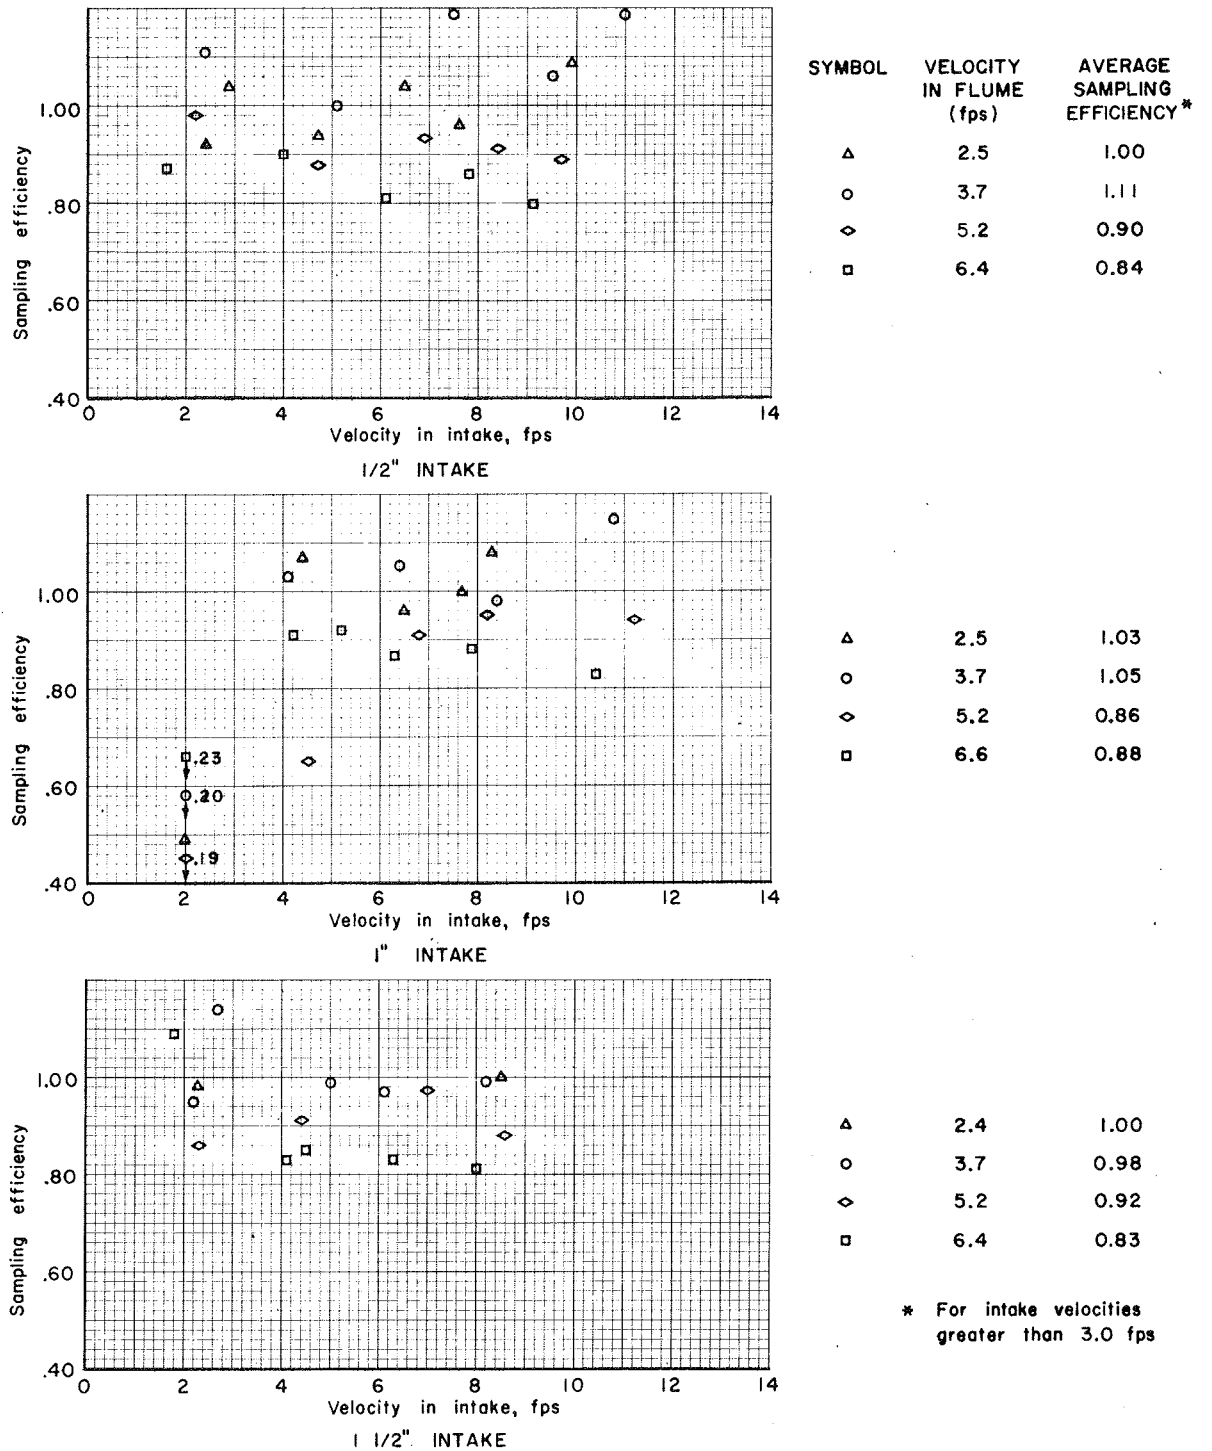 SYMBOL VELOCITY IN FLUME (fps) AVERAGE SAMPLING EFFICIENCY*
2.5 1.00
3.7 1.11
5.2 0.90
6.4 0.84
Sampling efficiency
1.00
.80
.60
.40
0 2 4 6 8 10 12 14
Velocity in intake, fps
1/2" INTAKE
Sampling efficiency
1.00
.80
.60
.40
.23
.20
.19
0 2 4 6 8 10 12 14
Velocity in intake, fps
1" INTAKE
2.5 1.03
3.7 1.05
5.2 0.86
6.6 0.88
Sampling efficiency
1.00
.80
.60
.40
0 2 4 6 8 10 12 14
Velocity in intake, fps
1 1/2" INTAKE
2.4 1.00
3.7 0.98
5.2 0.92
6.4 0.83
* For intake velocities
greater than 3.0 fps